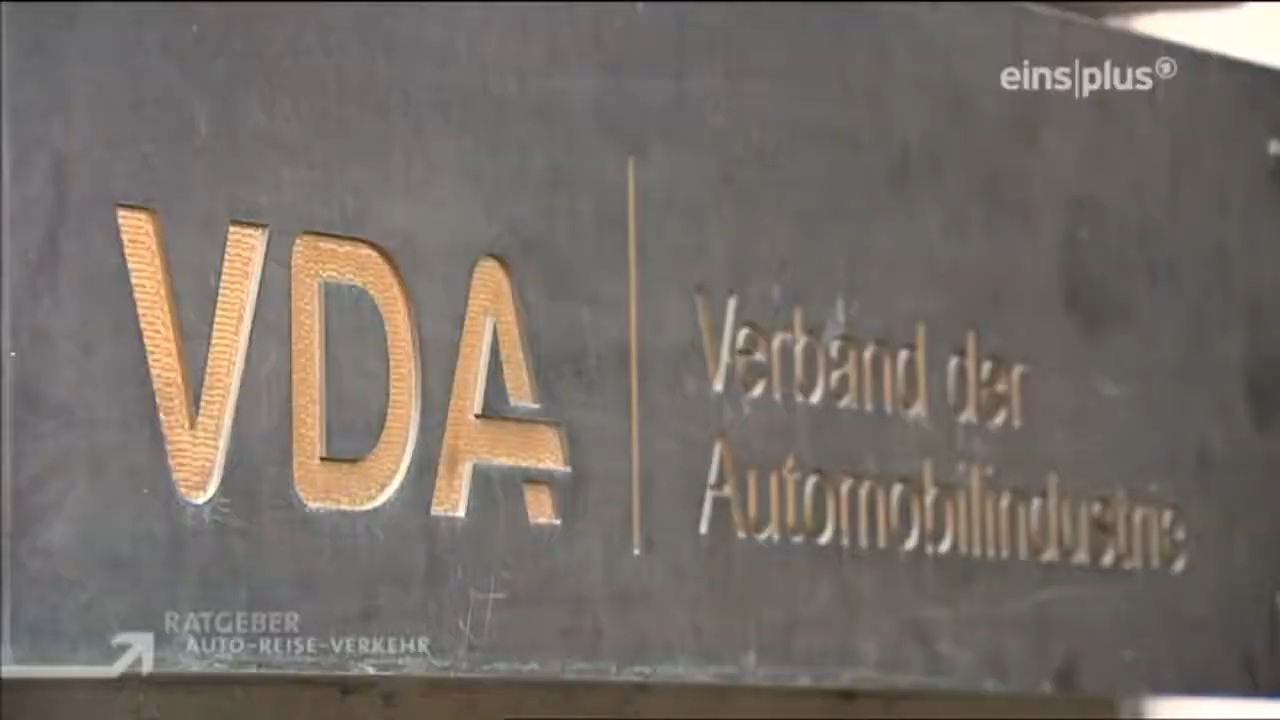 eins|plus
VDA
Verband der
Automobilindustrie
RATGEBER
AUTO-REISE-VERKEHR